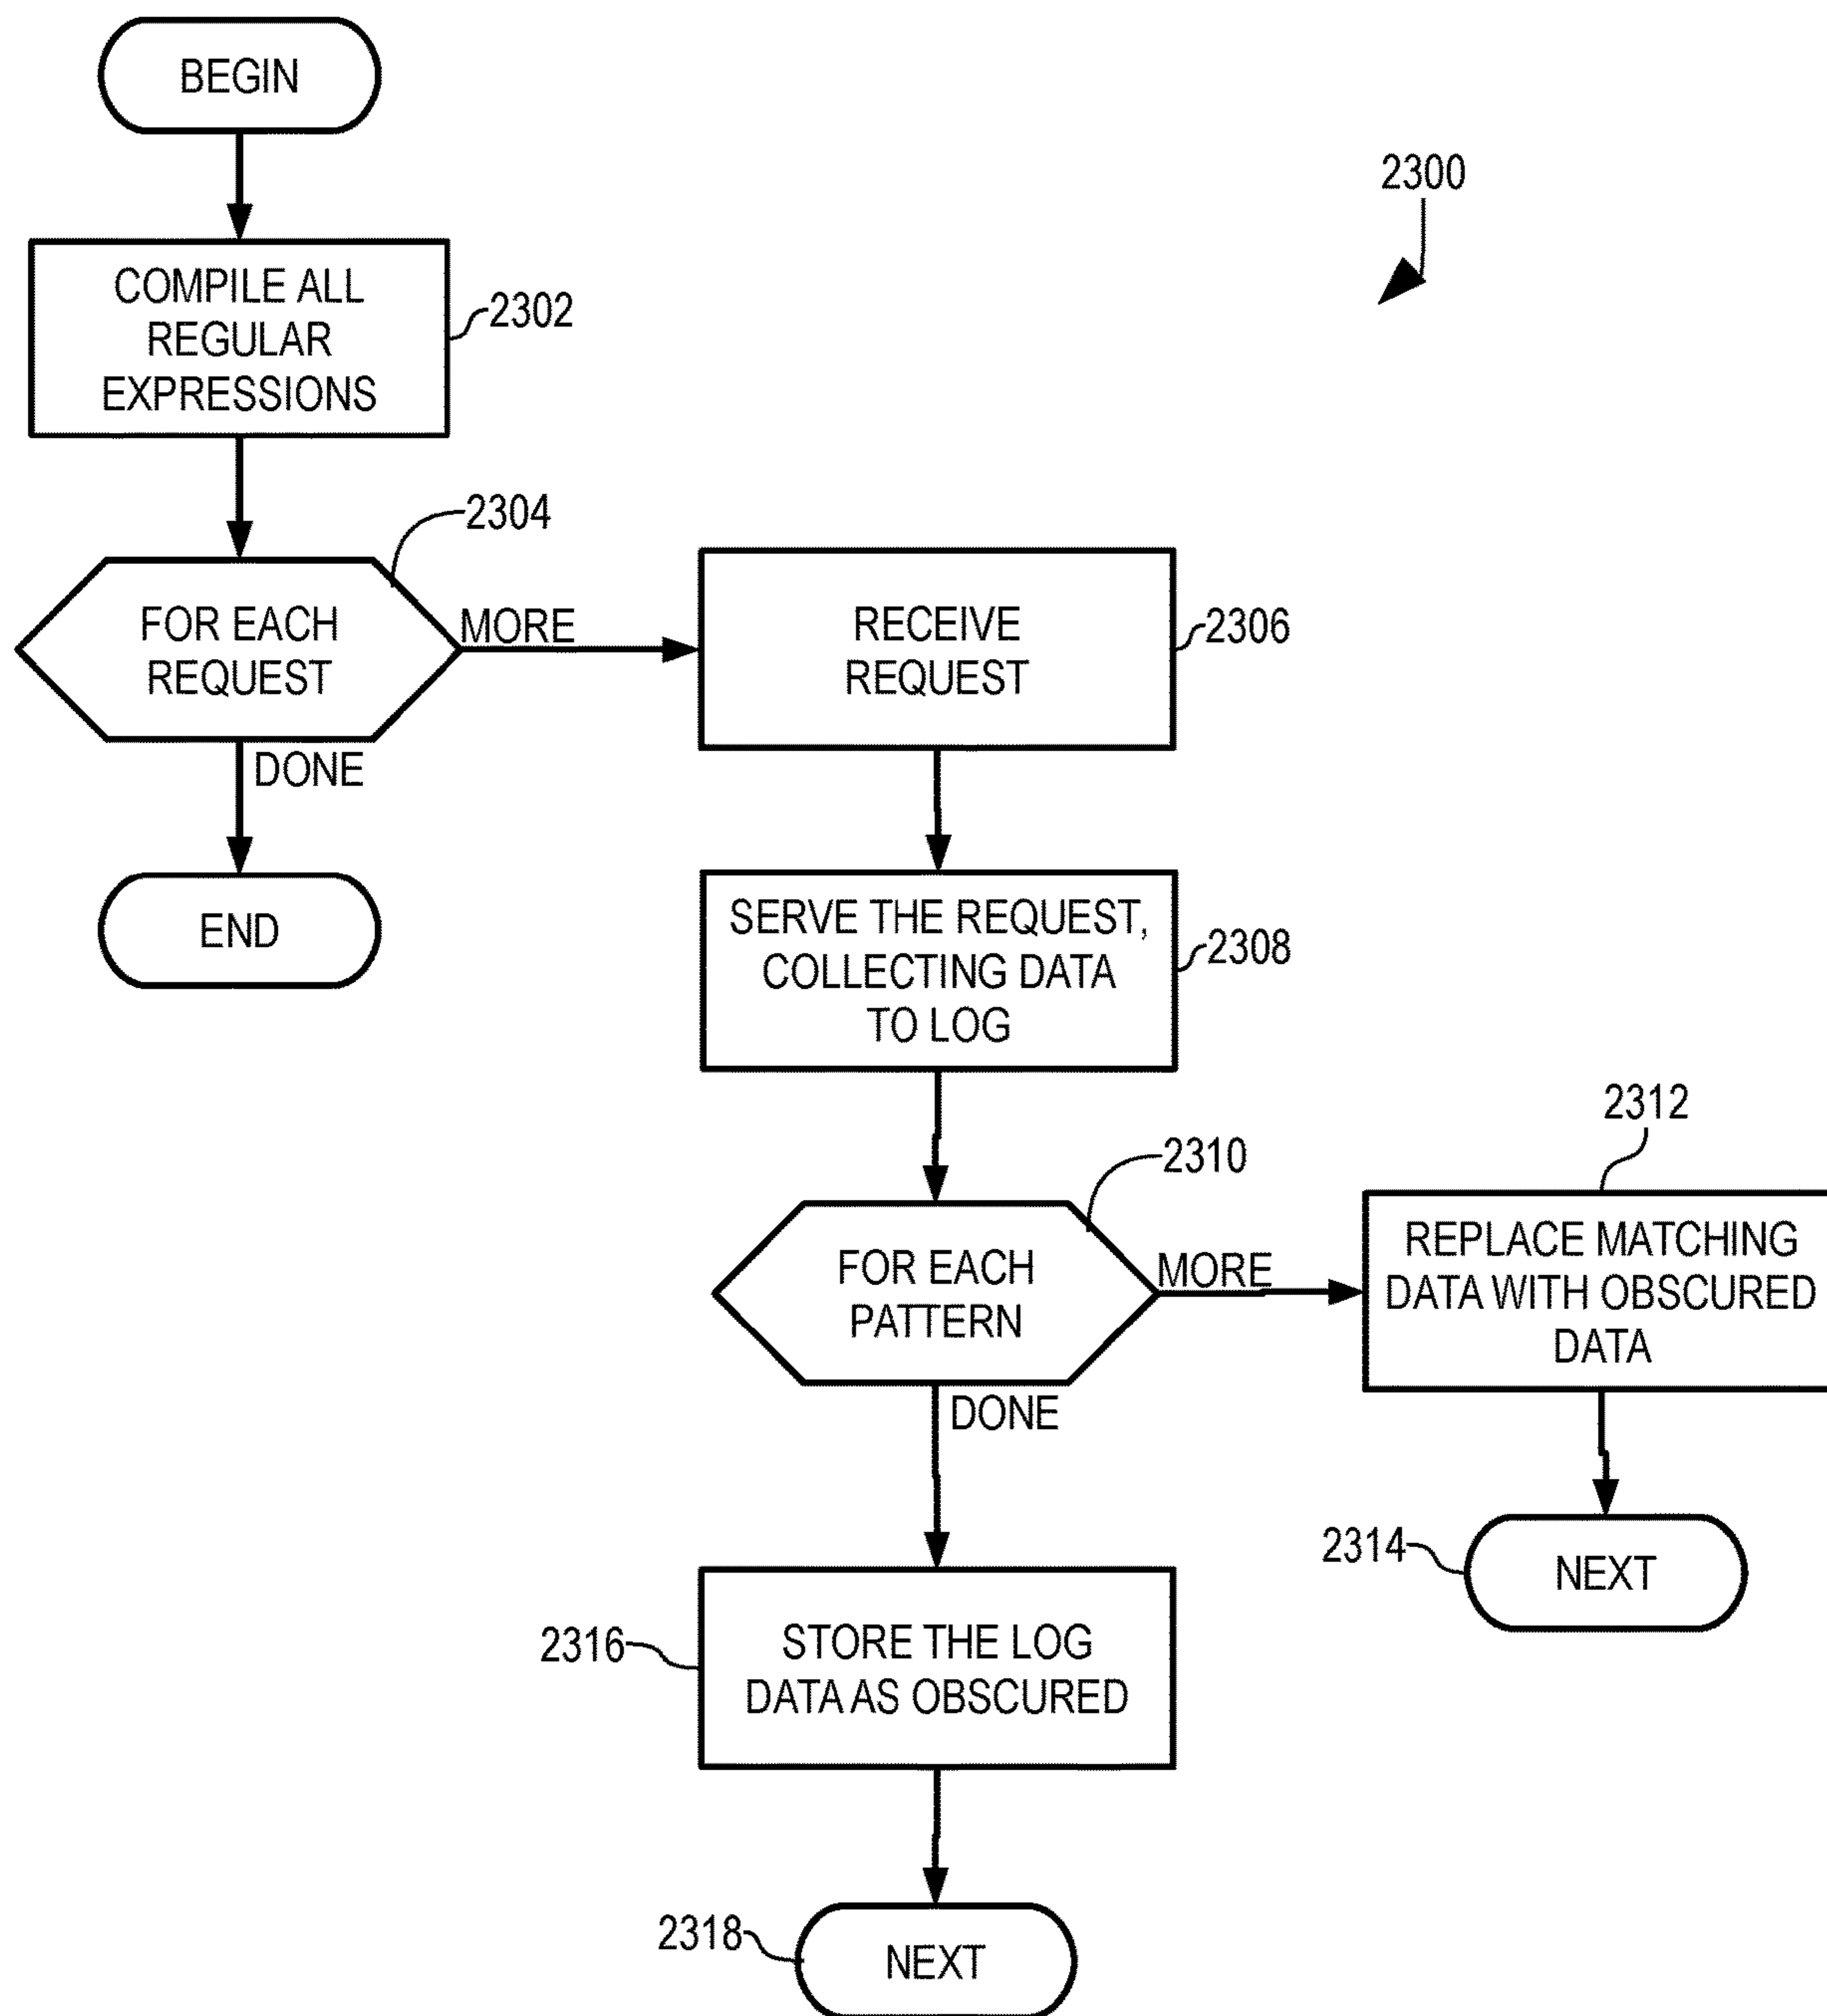 BEGIN
2300
COMPILE ALL
REGULAR
EXPRESSIONS
2302
2304
FOR EACH
REQUEST
MORE
DONE
END
RECEIVE
REQUEST
2306
SERVE THE REQUEST,
COLLECTING DATA
TO LOG
2308
2310
FOR EACH
PATTERN
MORE
DONE
2312
REPLACE MATCHING
DATA WITH OBSCURED
DATA
2314
NEXT
2316
STORE THE LOG
DATA AS OBSCURED
2318
NEXT